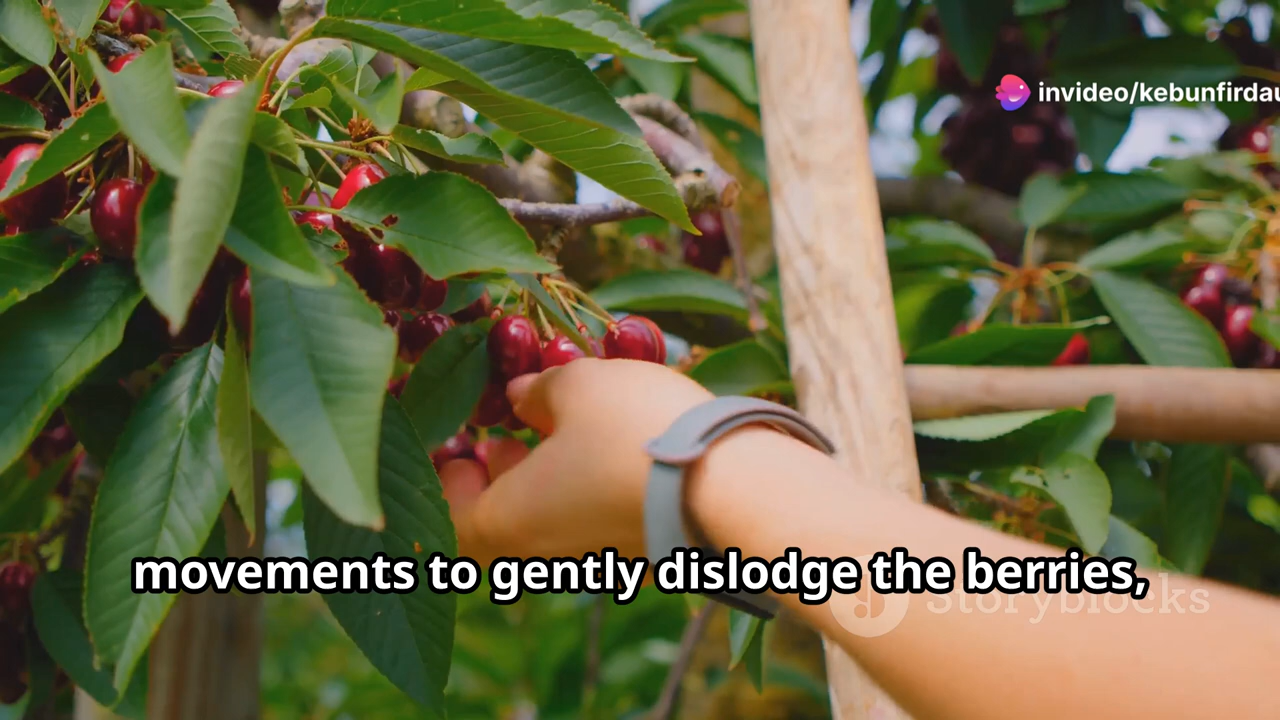 invideo/kebunfirdau
movements to gently dislodge the berries,
Storyblocks